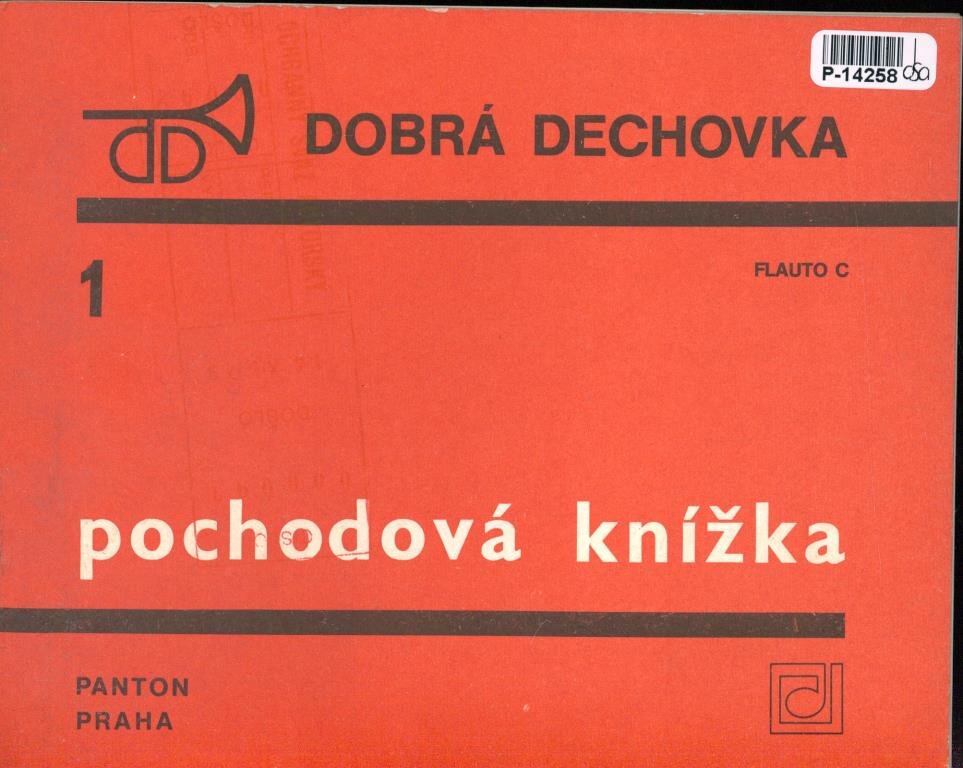 P-14258
DOBRÁ DECHOVKA
1
FLAUTO C
pochodová knížka
PANTON
PRAHA